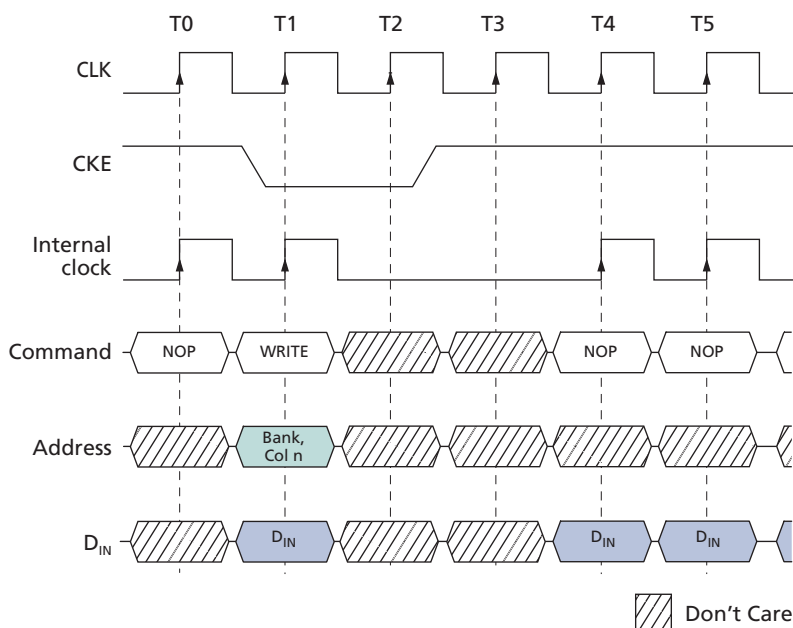 T0 T1 T2 T3 T4 T5
CLK
CKE
Internal
clock
Command NOP WRITE NOP NOP
Address Bank,
Col n
DIN DIN DIN DIN
Don't Care